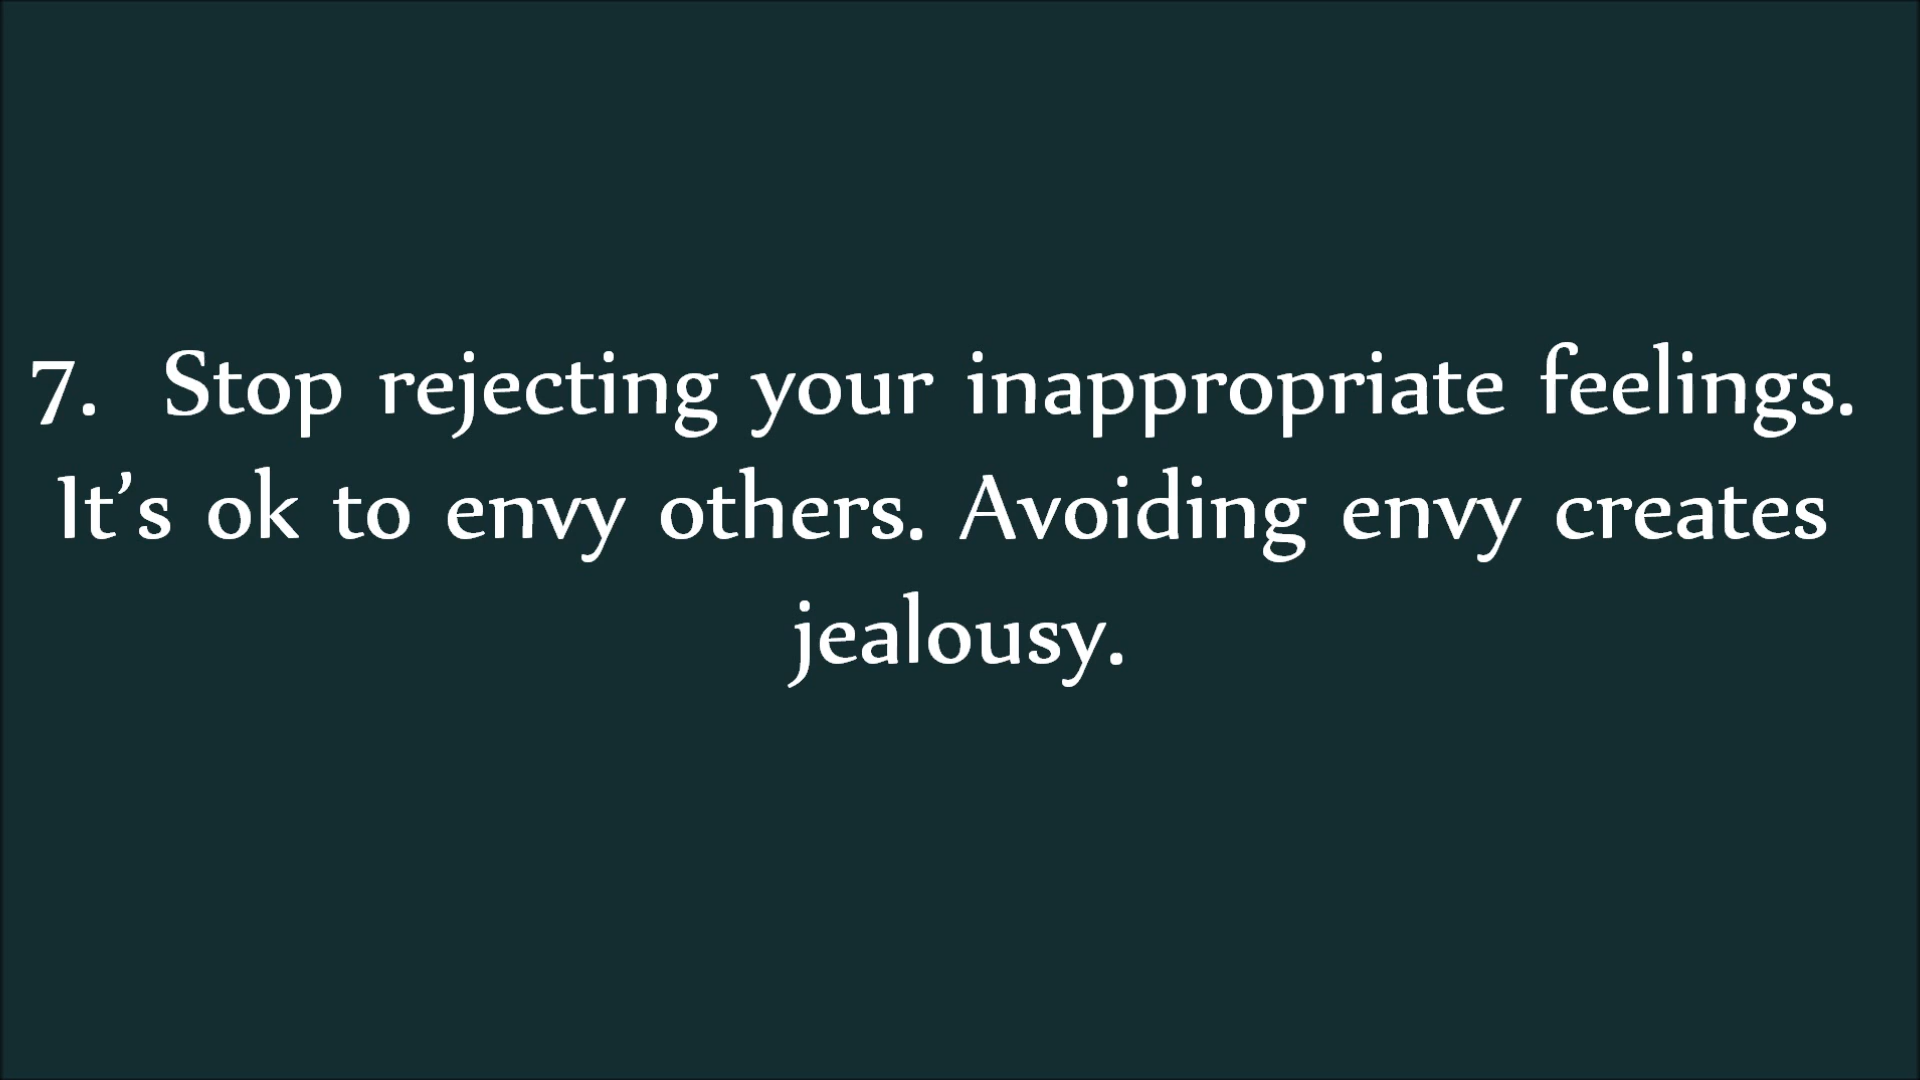 7. Stop rejecting your inappropriate feelings.
It’s ok to envy others. Avoiding envy creates
jealousy.